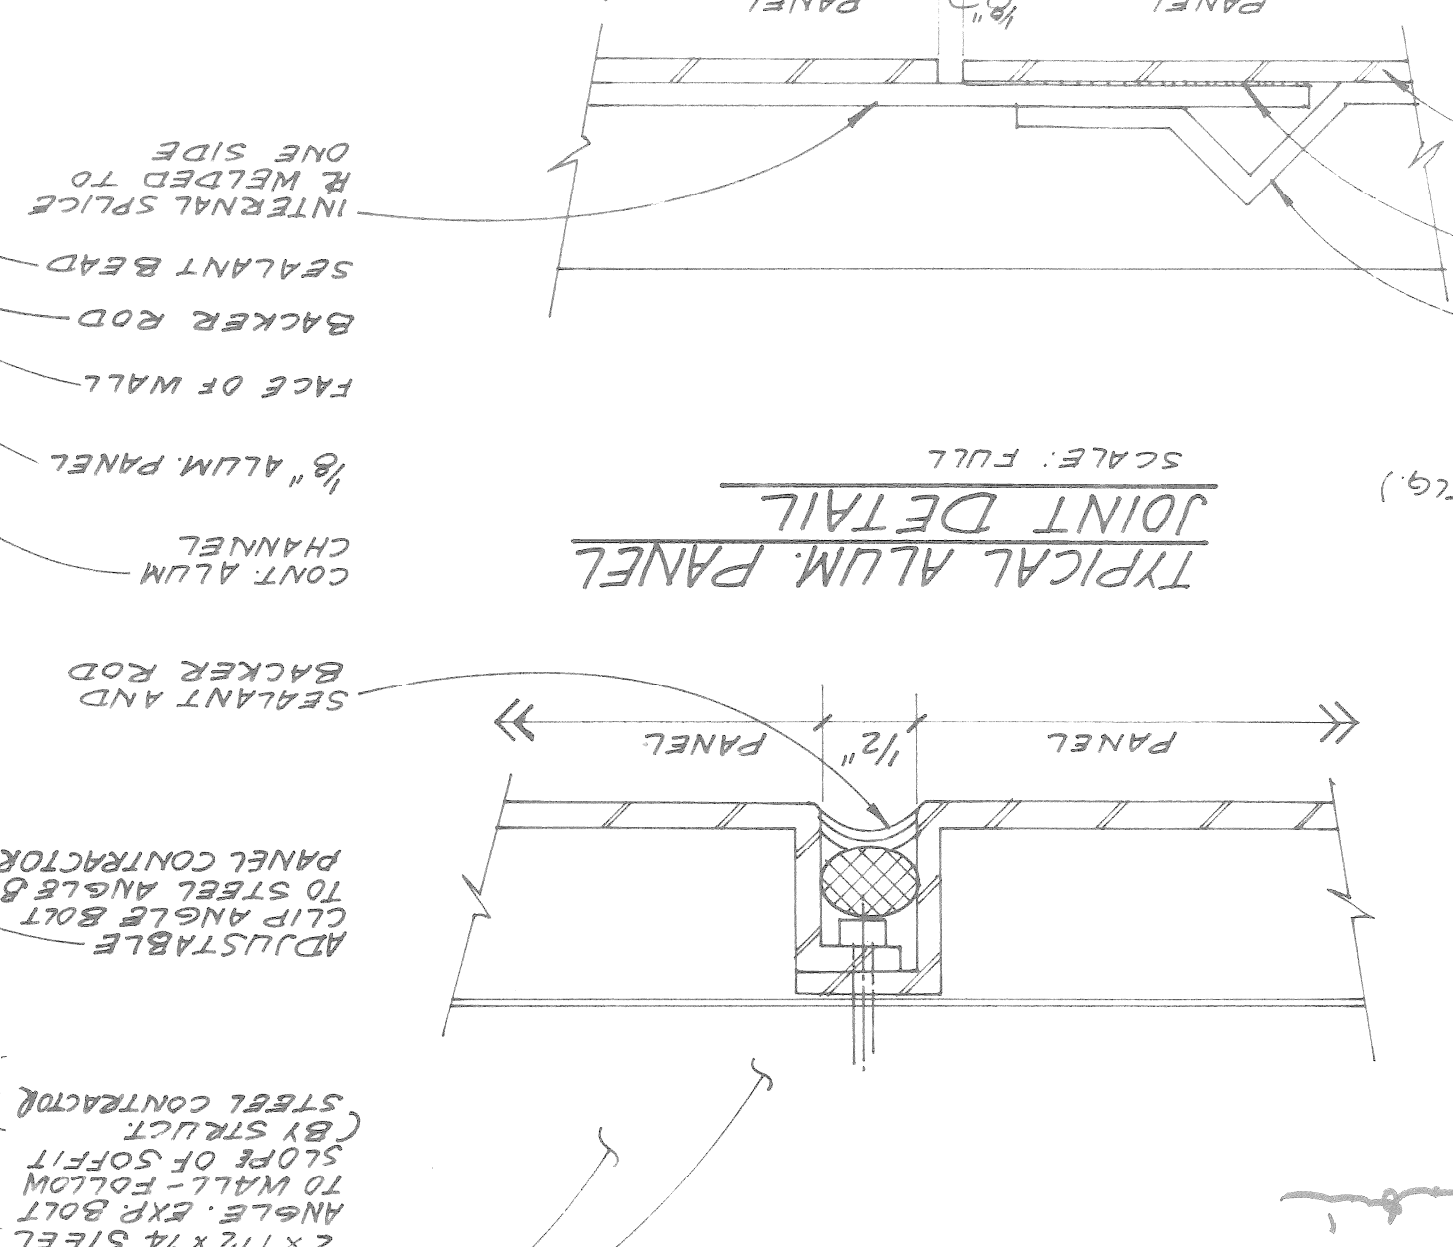 ANGLE. EXP. BOLT
TO WALL - FOLLOW
SLOPE OF SOFFIT
(BY STRUCT.
STEEL CONTRACTOR
ADJUSTABLE
CLIP ANGLE BOLT
TO STEEL ANGLE B
PANEL CONTRACTOR
PANEL
1/2"
PANEL
SEALANT AND
BACKER ROD
TYPICAL ALUM. PANEL
JOINT DETAIL
SCALE: FULL
CONT. ALUM
CHANNEL
1/8" ALUM. PANEL
FACE OF WALL
BACKER ROD
SEALANT BEAD
INTERNAL SPLICE
PL WELDED TO
ONE SIDE
PANEL
1/8"
PANEL